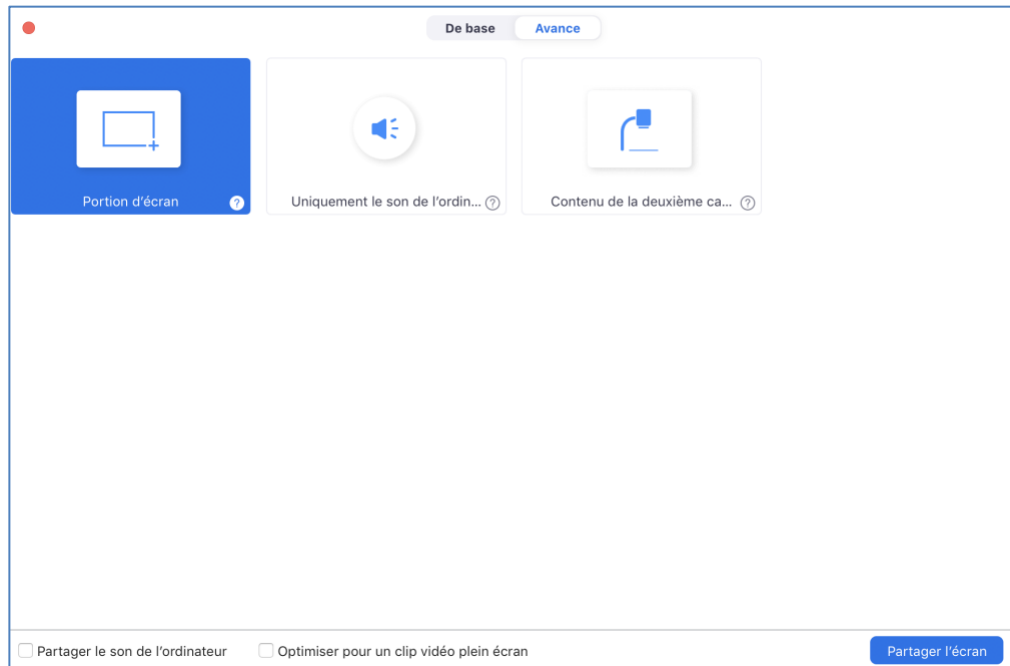 De base Avance
Portion d'écran ?
Uniquement le son de l'ordin... ?
Contenu de la deuxième ca... ?
Partager le son de l'ordinateur
Optimiser pour un clip vidéo plein écran
Partager l'écran